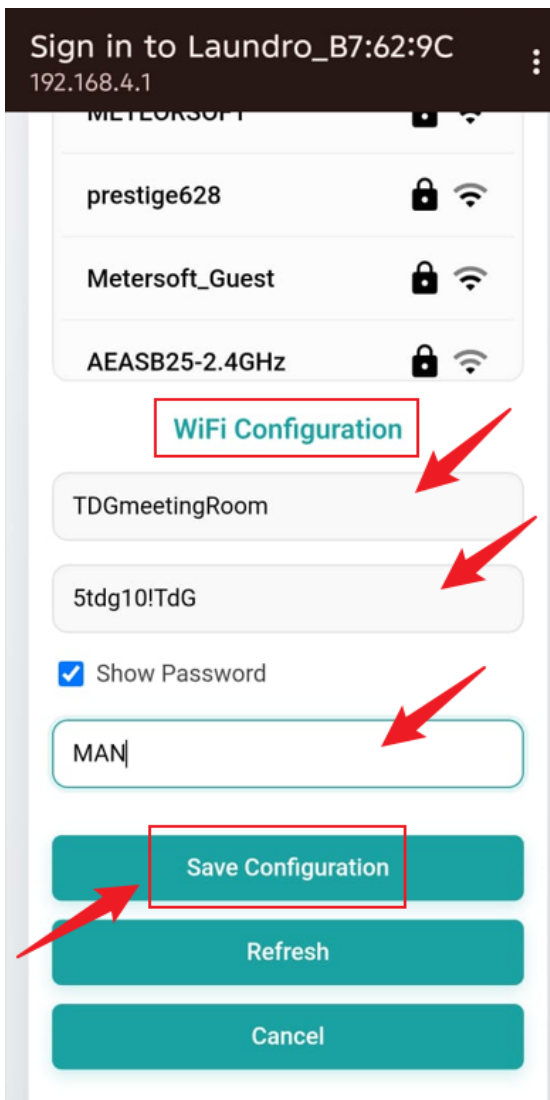 Sign in to Laundro_B7:62:9C
192.168.4.1
METEORSOFT
prestige628
Metersoft_Guest
AEASB25-2.4GHz
WiFi Configuration
TDGmeetingRoom
5tdg10!TdG
Show Password
MAN
Save Configuration
Refresh
Cancel